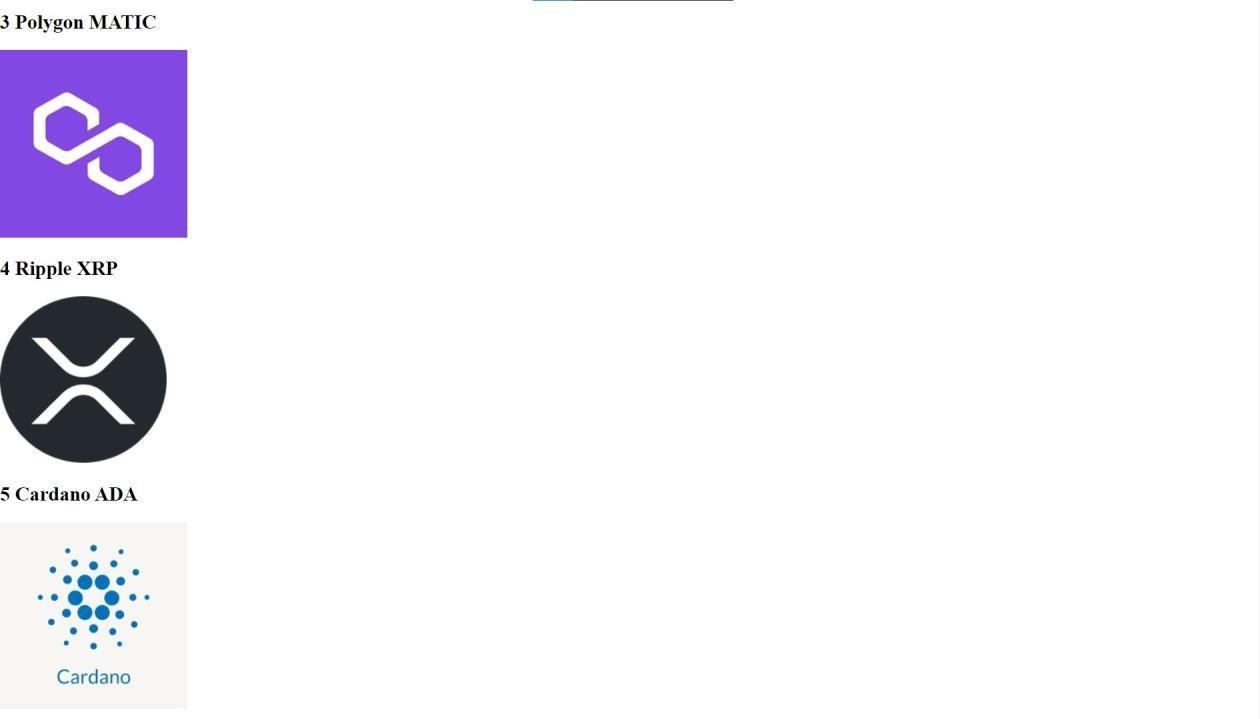 3 Polygon MATIC
4 Ripple XRP
5 Cardano ADA
Cardano